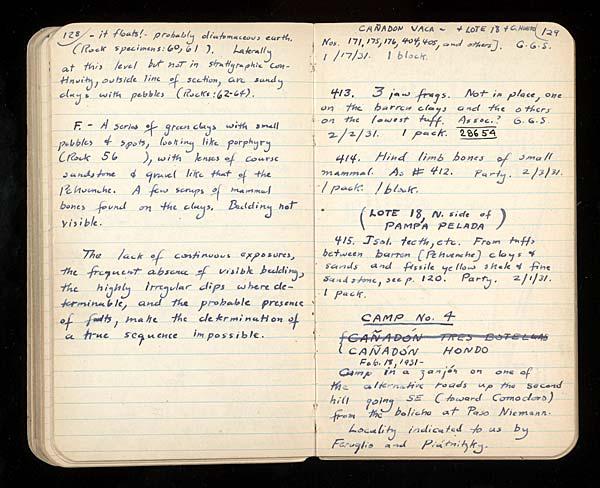 128 - it floats!- probably diatomaceous earth.
(Rock specimens: 60, 61). Laterally
at this level but not in stratigraphic con-
tinuity, outside line of section, are sandy
clays with pebbles (Rocks: 62-64).
F. - A series of green clays with small
pebbles & spots, looking like porphyry
(Rock 56 ), with lenses of course
sandstone & gravel like that of the
Pehuenche. A few scraps of mammal
bones found on the clays. Bedding not
visible.
The lack of continuous exposures,
the frequent absence of visible bedding,
the highly irregular dips where de-
terminable, and the probable presence
of faults, make the determination of
a true sequence impossible.
CAÑADON VACA - + LOTE 18 + C. HONDO 129
Nos. 171, 175, 176, 404, 405, and others]. G.G.S.
1/17/31. 1 block.
413. 3 jaw frags. Not in place, one
on the barren clays and the others
on the lowest tuff. Assoc.? G.G.S.
2/2/31. 1 pack. 28654
414. Hind limb bones of small
mammal. As # 412. Party. 2/3/31.
1 pack. 1 block.
(LOTE 18, N. side of
PAMPA PELADA)
415. Isol. teeth, etc. From tuffs
between barren (Pehuenche) clays &
sands and fissile yellow shale & fine
sandstone, see p. 120. Party. 2/1/31.
1 pack.
CAMP No. 4
CAÑADÓN TRES BOTELLAS
CAÑADÓN HONDO
Feb. 18, 1931-
Camp in a zanjón on one of
the alternative roads up the second
hill going SE (toward Comodoro)
from the boliche at Paso Niemann.
Locality indicated to us by
Feruglio and Piátnitzky.